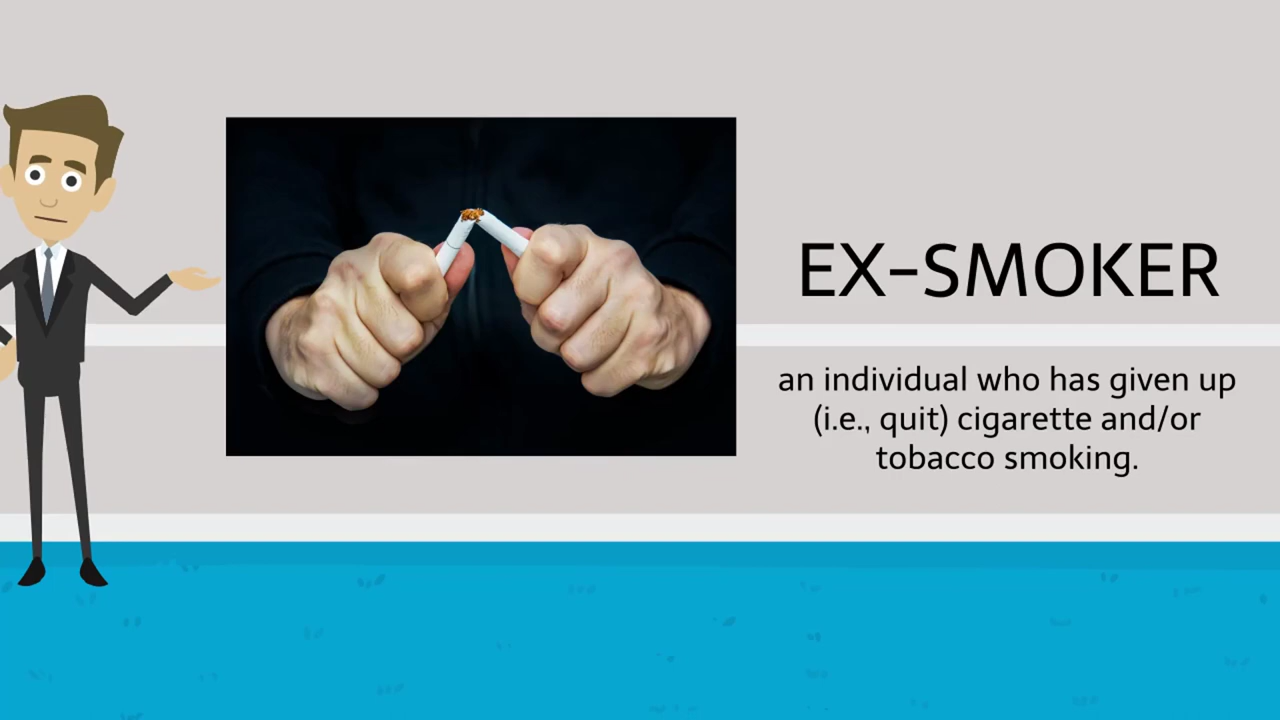 EX-SMOKER
an individual who has given up
(i.e., quit) cigarette and/or
tobacco smoking.